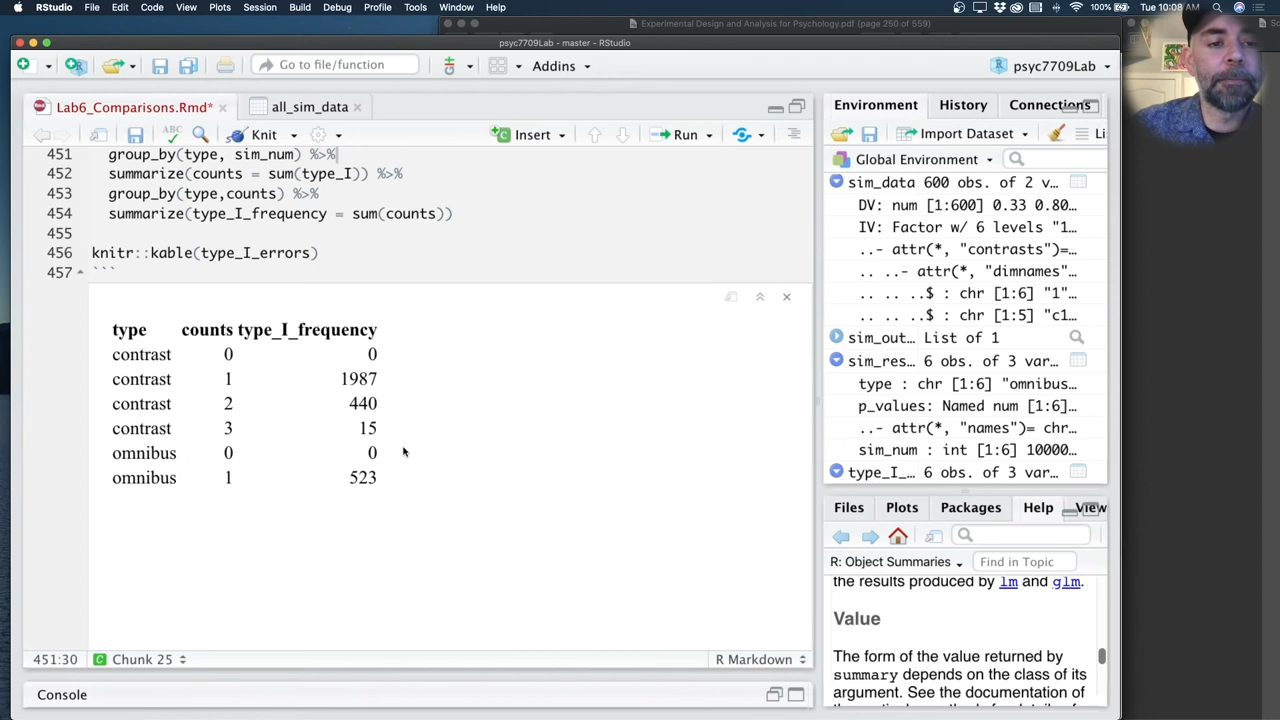 RStudio File Edit Code View Plots Session Build Debug Profile Tools Window Help 100% Tue 10:08 AM
Experimental Design and Analysis for Psychology.pdf (page 250 of 559)
psyc7709Lab - master - RStudio
Go to file/function Addins psyc7709Lab
Lab6_Comparisons.Rmd* all_sim_data
ABC Knit Insert Run
451 group_by(type, sim_num) %>%
452 summarize(counts = sum(type_I)) %>%
453 group_by(type,counts) %>%
454 summarize(type_I_frequency = sum(counts))
455
456 knitr::kable(type_I_errors)
457 ```
type counts type_I_frequency
contrast 0 0
contrast 1 1987
contrast 2 440
contrast 3 15
omnibus 0 0
omnibus 1 523
451:30 Chunk 25 R Markdown
Console
Environment History Connections
Import Dataset Li
Global Environment
sim_data 600 obs. of 2 v…
DV: num [1:600] 0.33 0.80…
IV: Factor w/ 6 levels "1…
..- attr(*, "contrasts")=…
.. ..- attr(*, "dimnames"…
.. .. ..$ : chr [1:6] "1"…
.. .. ..$ : chr [1:5] "c1…
sim_out… List of 1
sim_res… 6 obs. of 3 var…
type : chr [1:6] "omnibus…
p_values: Named num [1:6]…
..- attr(*, "names")= chr…
sim_num : int [1:6] 10000…
type_I_… 6 obs. of 3 var…
Files Plots Packages Help View
R: Object Summaries Find in Topic
the results produced by lm and glm.
Value
The form of the value returned by
summary depends on the class of its
argument. See the documentation of